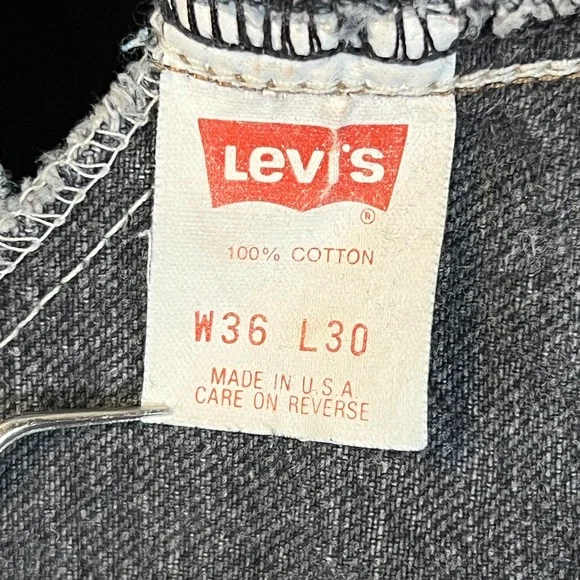 Levi's
®
100% COTTON
W36 L30
MADE IN U.S.A
CARE ON REVERSE